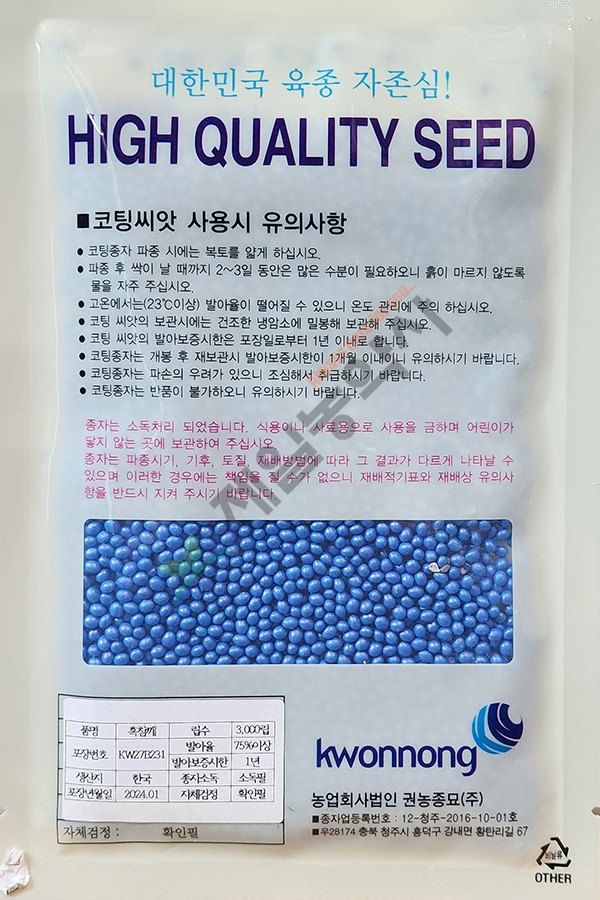 대한민국 육종 자존심!
HIGH QUALITY SEED
■코팅씨앗 사용시 유의사항
● 코팅종자 파종 시에는 복토를 얇게 하십시오.
● 파종 후 싹이 날 때까지 2~3일 동안은 많은 수분이 필요하오니 흙이 마르지 않도록
물을 자주 주십시오.
● 고온에서는(23℃이상) 발아율이 떨어질 수 있으니 온도 관리에 주의 하십시오.
● 코팅 씨앗의 보관시에는 건조한 냉암소에 밀봉해 보관해 주십시오.
● 코팅 씨앗의 발아보증시한은 포장일로부터 1년 이내로 합니다.
● 코팅종자는 개봉 후 재보관시 발아보증시한이 1개월 이내이니 유의하시기 바랍니다.
● 코팅종자는 파손의 우려가 있으니 조심해서 취급하시기 바랍니다.
● 코팅종자는 반품이 불가하오니 유의하시기 바랍니다.
종자는 소독처리 되었습니다. 식용이나 사료용으로 사용을 금하며 어린이가
닿지 않는 곳에 보관하여 주십시오.
종자는 파종시기, 기후, 토질, 재배방법에 따라 그 결과가 다르게 나타날 수
있으며 이러한 경우에는 책임을 질 수가 없으니 재배적기표와 재배상 유의사
항을 반드시 지켜 주시기 바랍니다.
품명 흑참깨 립수 3,000립
포장번호 KW27B231 발아율 75%이상
발아보증시한 1년
생산지 한국 종자소독 소독필
포장년월일 2024.01 자체검정 확인필
자체검정 : 확인필
kwonnong
농업회사법인 권농종묘(주)
■종자업등록번호 : 12-청주-2016-10-01호
■우28174 충북 청주시 흥덕구 강내면 황탄리길 67
비닐류
OTHER